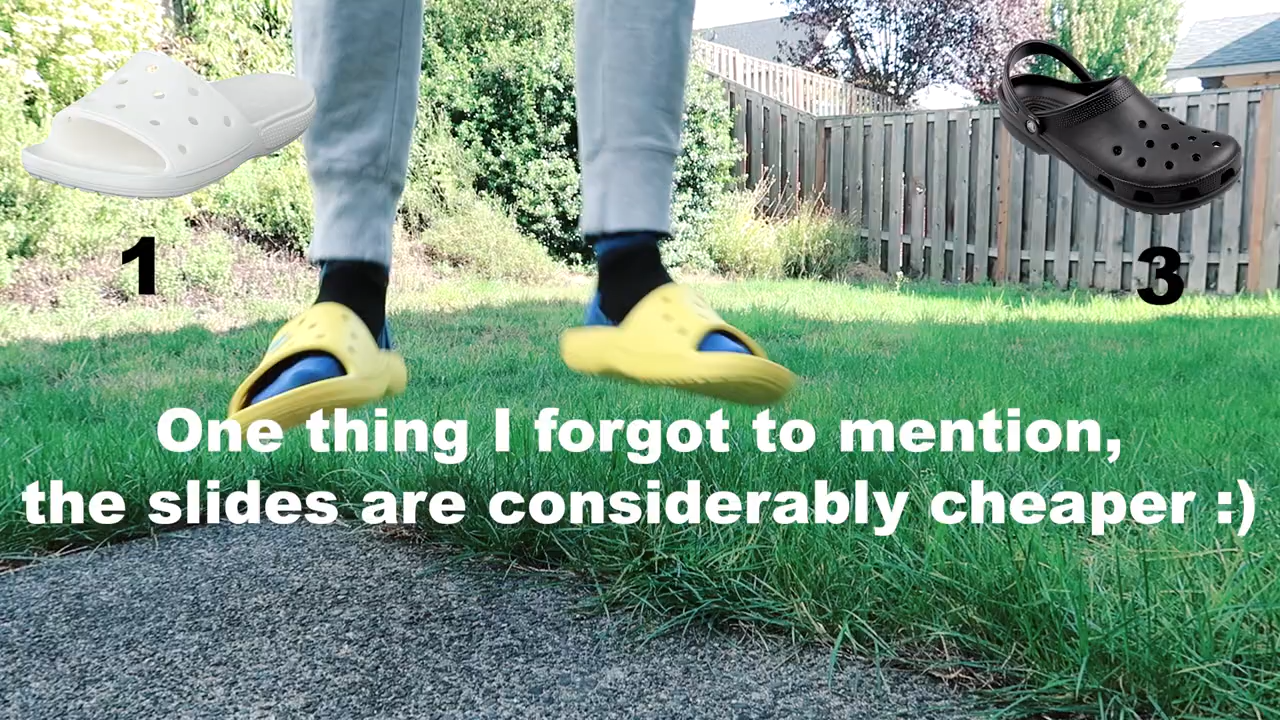 1
3
One thing I forgot to mention,
the slides are considerably cheaper :)